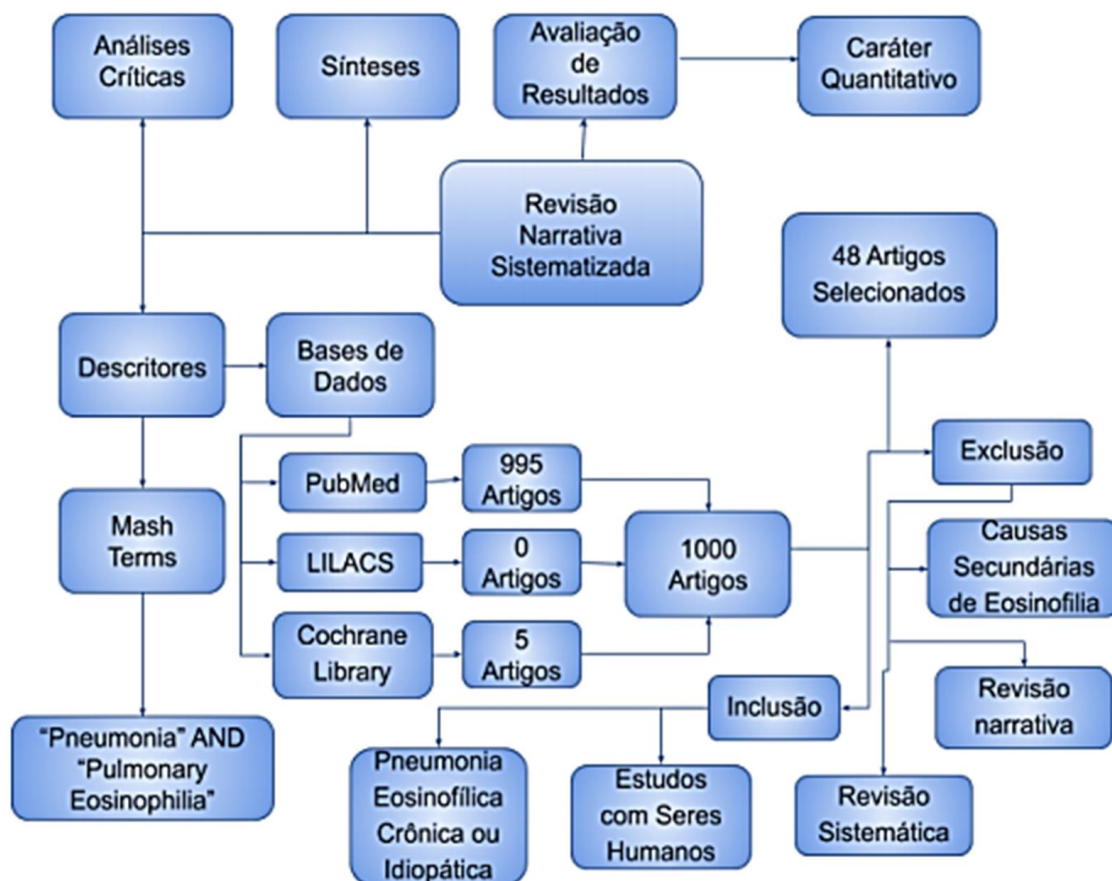 Análises
Críticas
Sínteses
Avaliação
de
Resultados
Caráter
Quantitativo
Revisão
Narrativa
Sistematizada
48 Artigos
Selecionados
Descritores
Bases de
Dados
Exclusão
PubMed
995
Artigos
Mash
Terms
LILACS
0
Artigos
1000
Artigos
Causas
Secundárias
de Eosinofilia
Cochrane
Library
5
Artigos
Inclusão
Revisão
narrativa
“Pneumonia” AND
“Pulmonary
Eosinophilia”
Pneumonia
Eosinofílica
Crônica ou
Idiopática
Estudos
com Seres
Humanos
Revisão
Sistemática